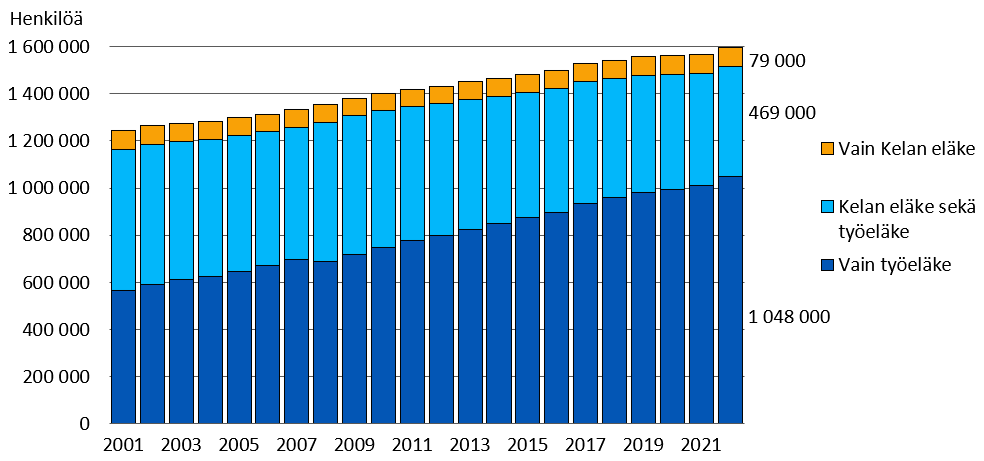 Henkilöä
1 600 000
1 400 000
1 200 000
1 000 000
800 000
600 000
400 000
200 000
0
2001 2003 2005 2007 2009 2011 2013 2015 2017 2019 2021
79 000
469 000
1 048 000
Vain Kelan eläke
Kelan eläke sekä
työeläke
Vain työeläke